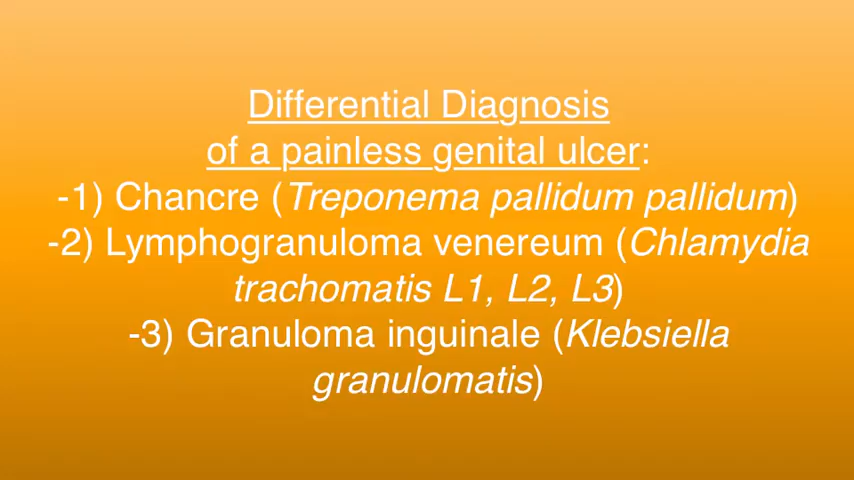 Differential Diagnosis
of a painless genital ulcer:
-1) Chancre (Treponema pallidum pallidum)
-2) Lymphogranuloma venereum (Chlamydia
trachomatis L1, L2, L3)
-3) Granuloma inguinale (Klebsiella
granulomatis)